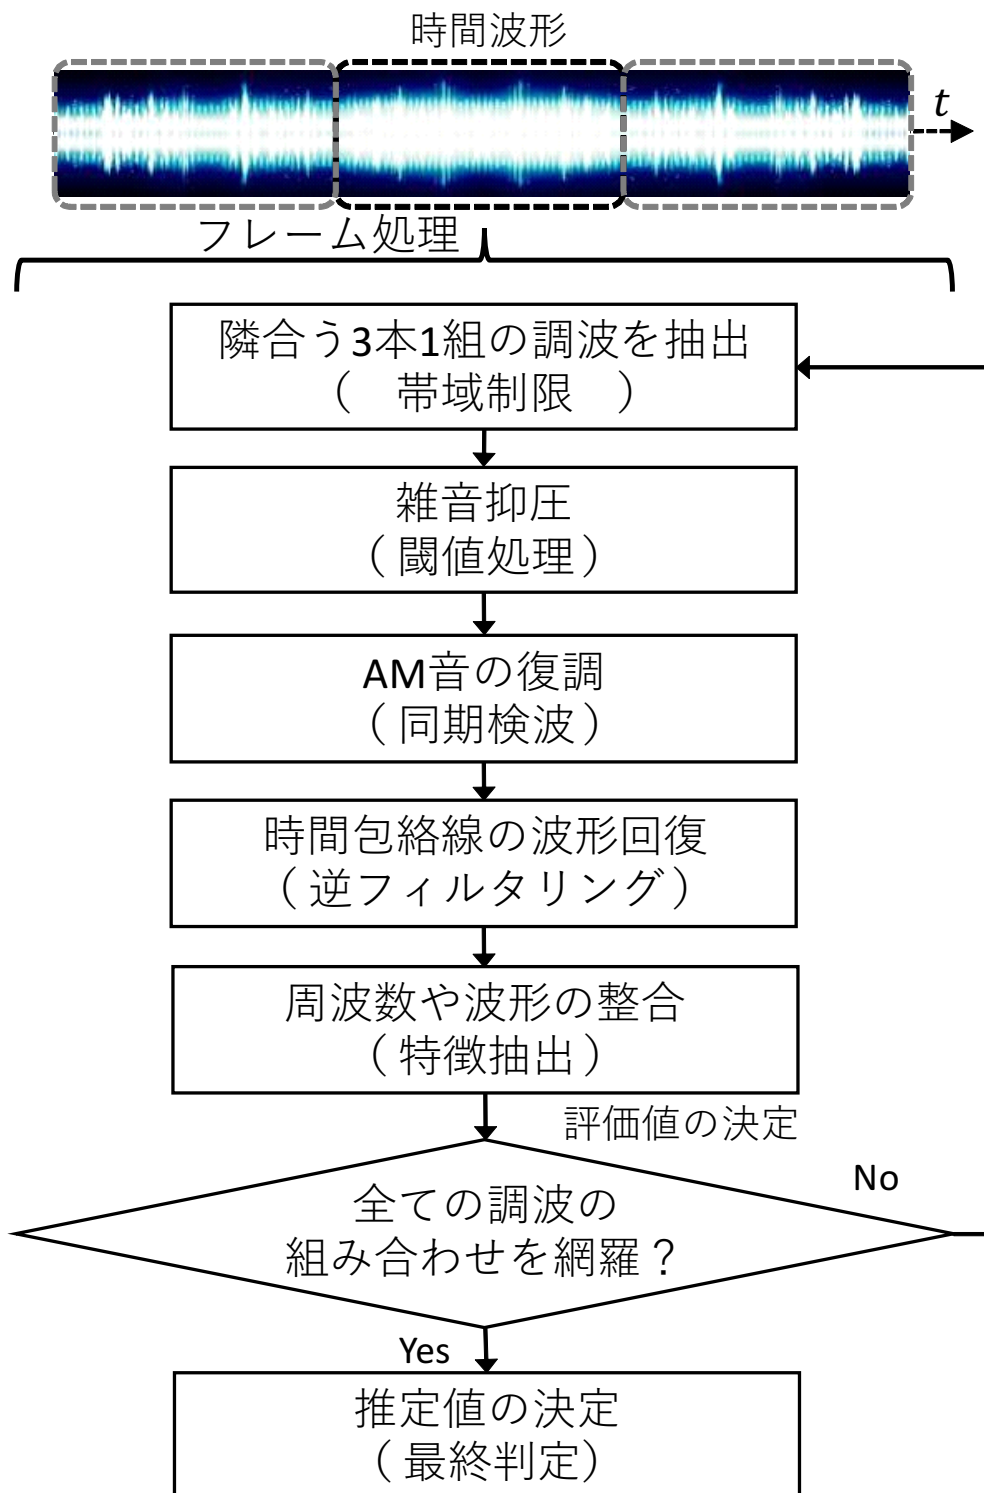 時間波形
t
フレーム処理
隣合う3本1組の調波を抽出
（　帯域制限　）
雑音抑圧
（閾値処理）
AM音の復調
（同期検波）
時間包絡線の波形回復
（逆フィルタリング）
周波数や波形の整合
（特徴抽出）
評価値の決定
No
全ての調波の
組み合わせを網羅？
Yes
推定値の決定
（最終判定）